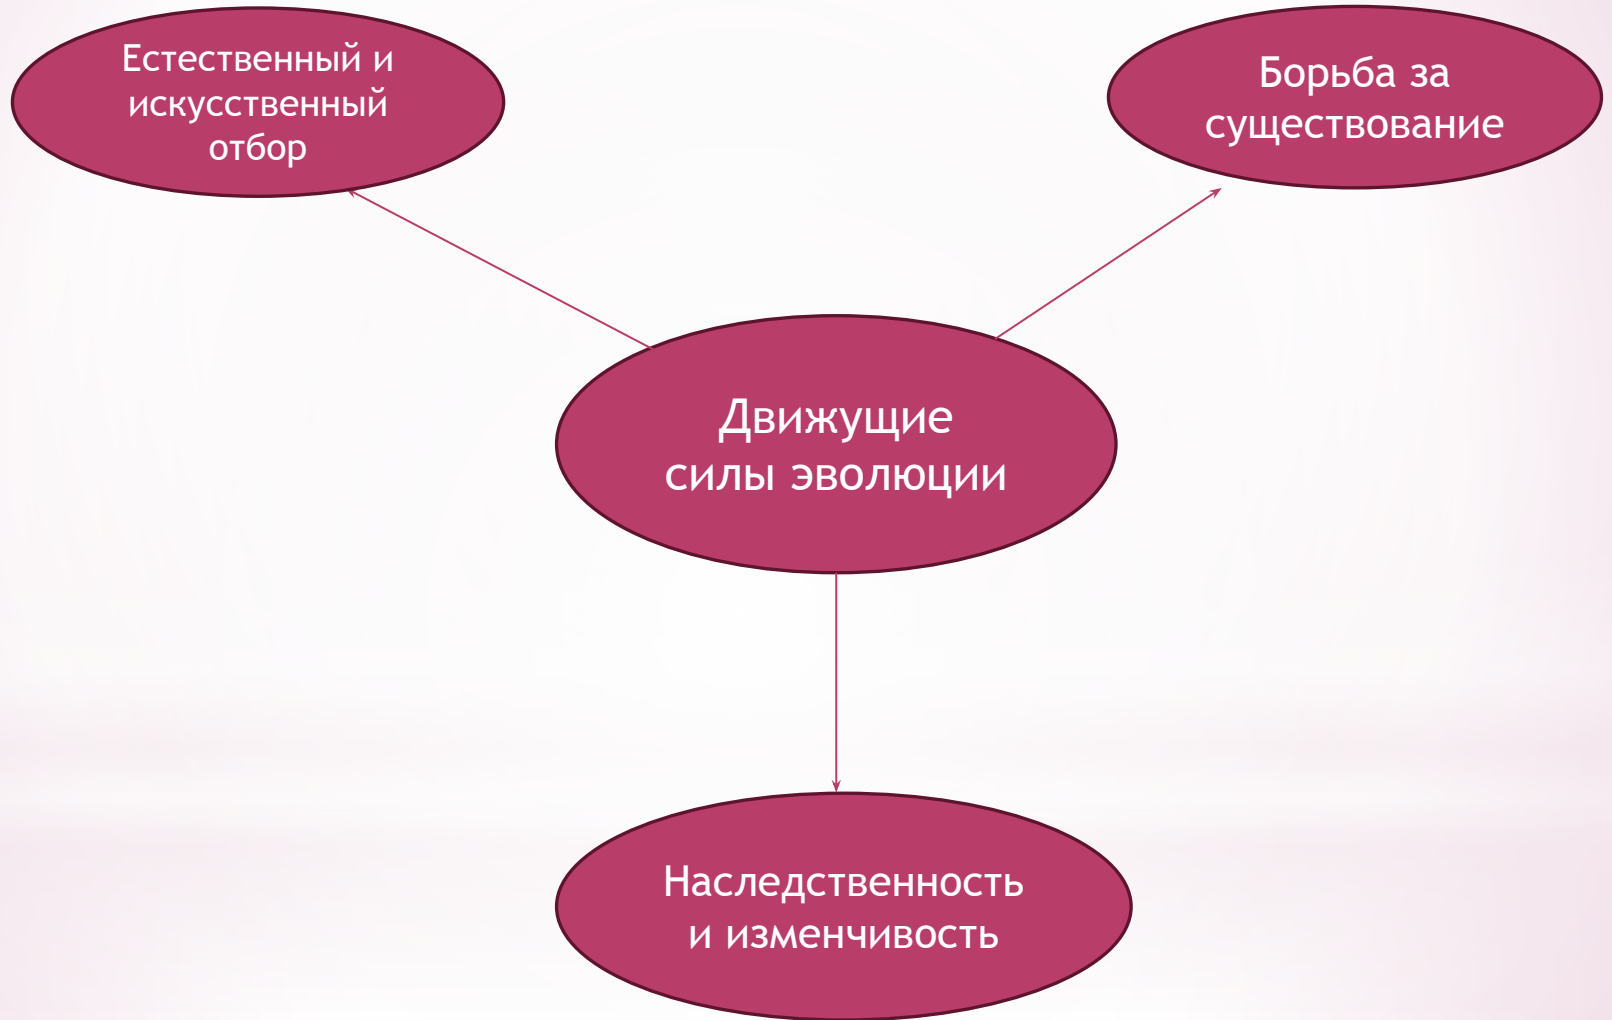 Естественный и
искусственный
отбор
Борьба за
существование
Движущие
силы эволюции
Наследственность
и изменчивость